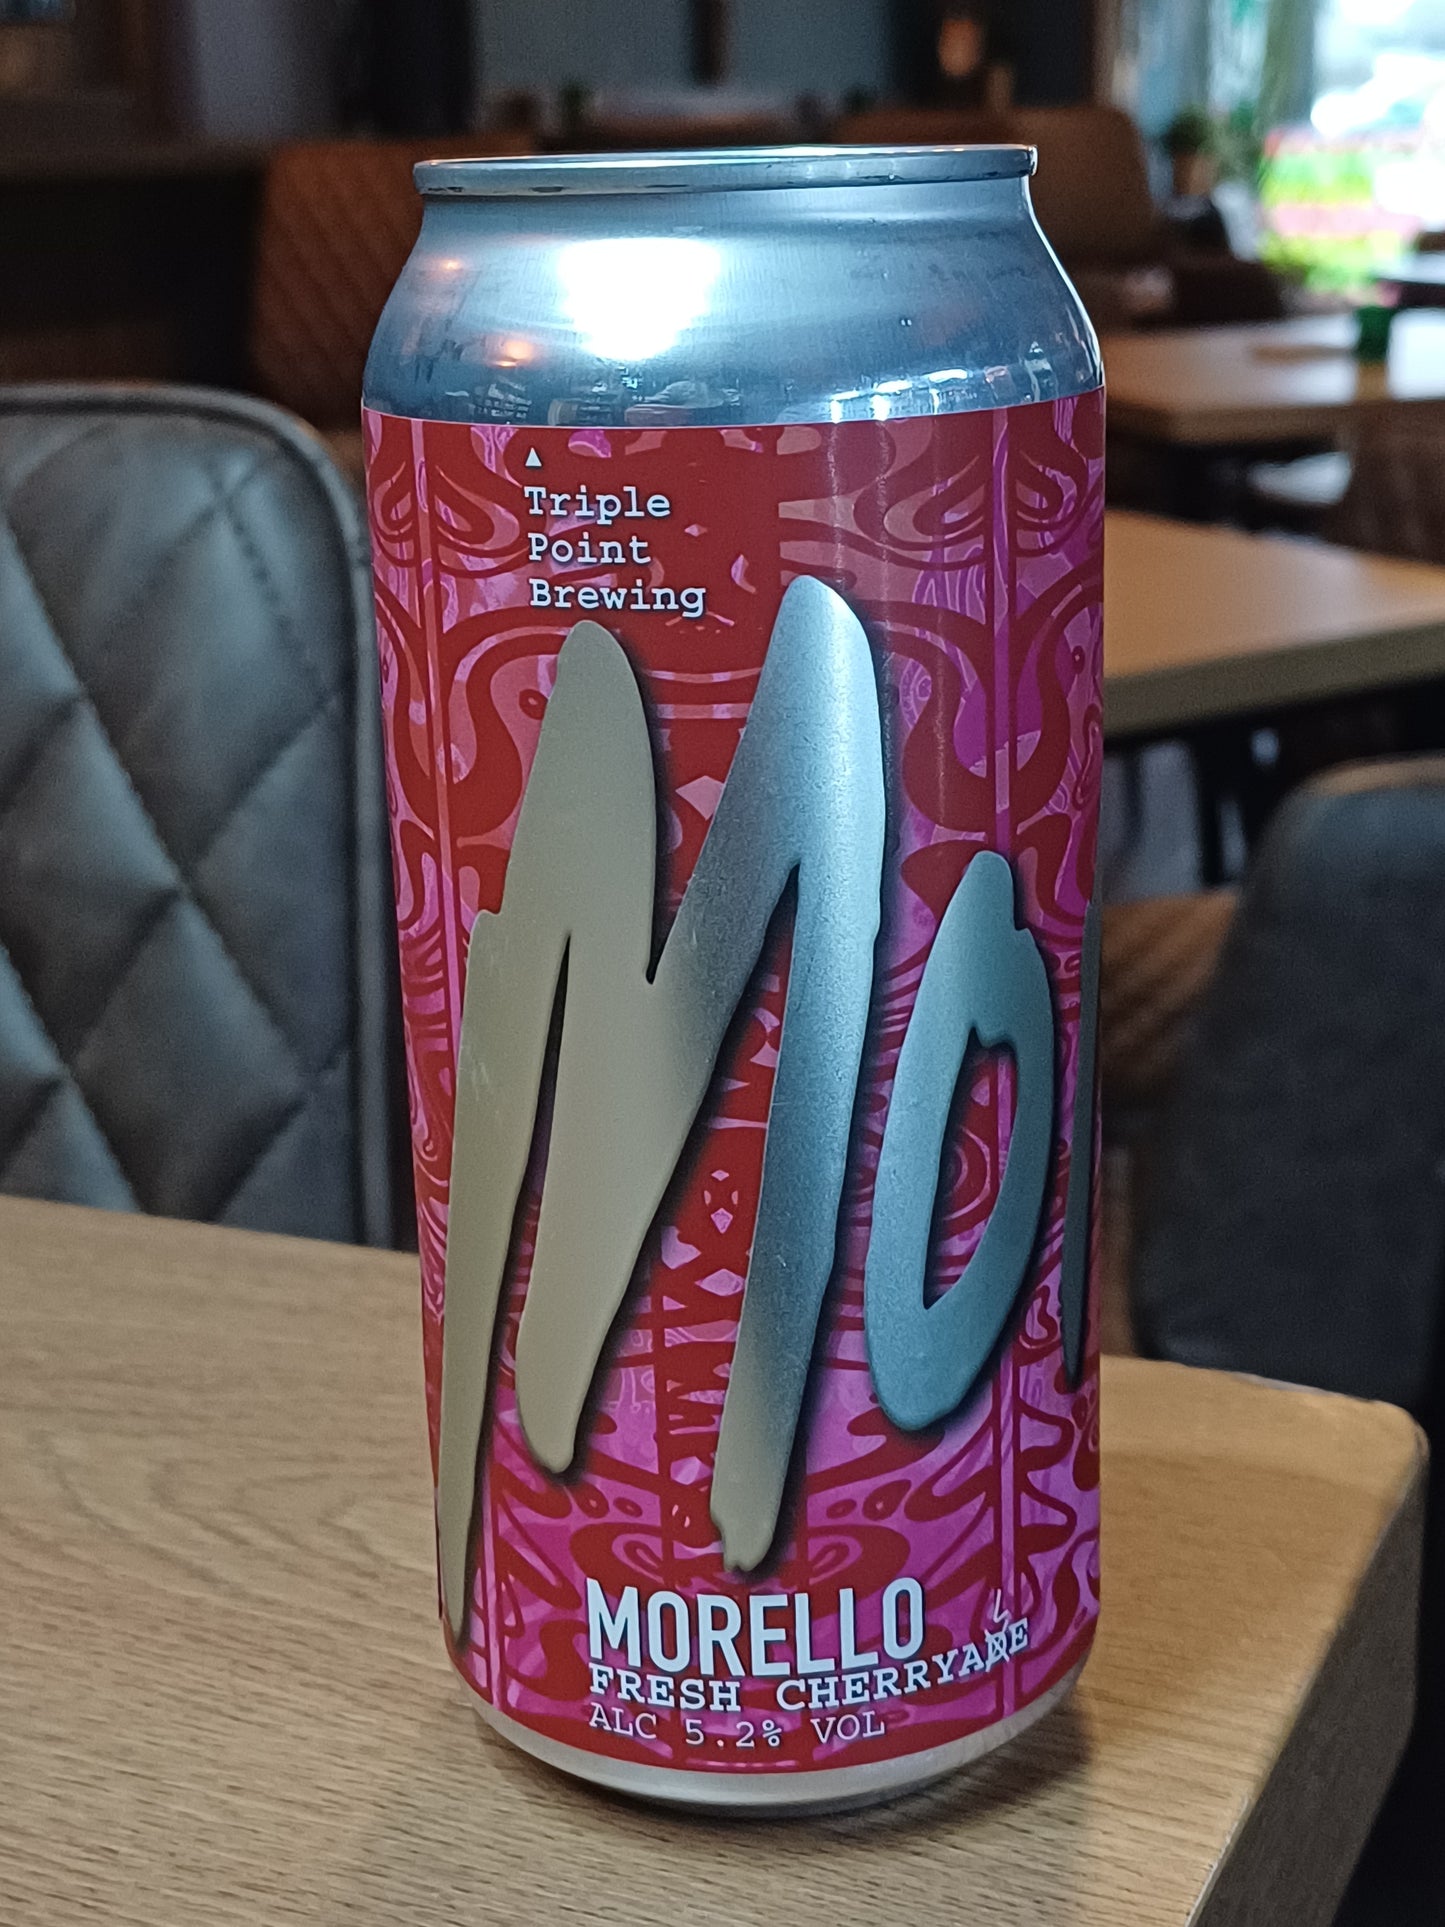 Triple
Point
Brewing
Mo
MORELLO
FRESH CHERRYADE
ALC 5.2% VOL